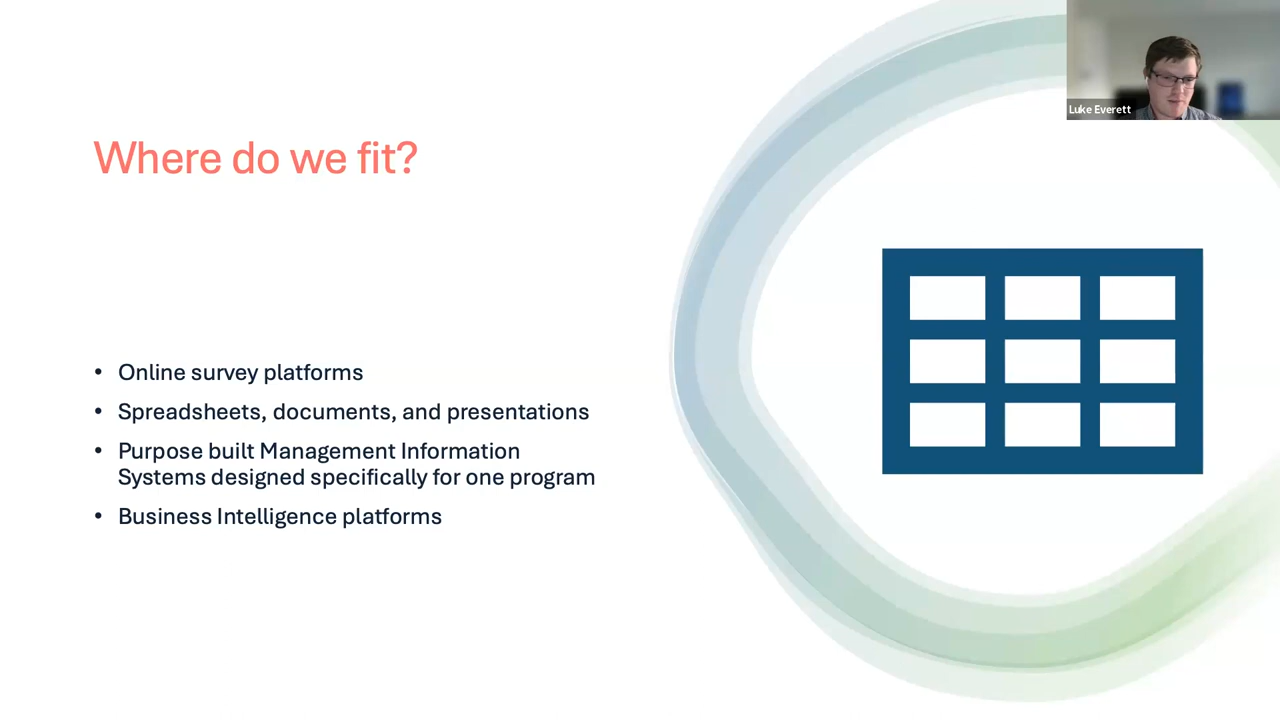 Luke Everett
Where do we fit?
• Online survey platforms
• Spreadsheets, documents, and presentations
• Purpose built Management Information
Systems designed specifically for one program
• Business Intelligence platforms